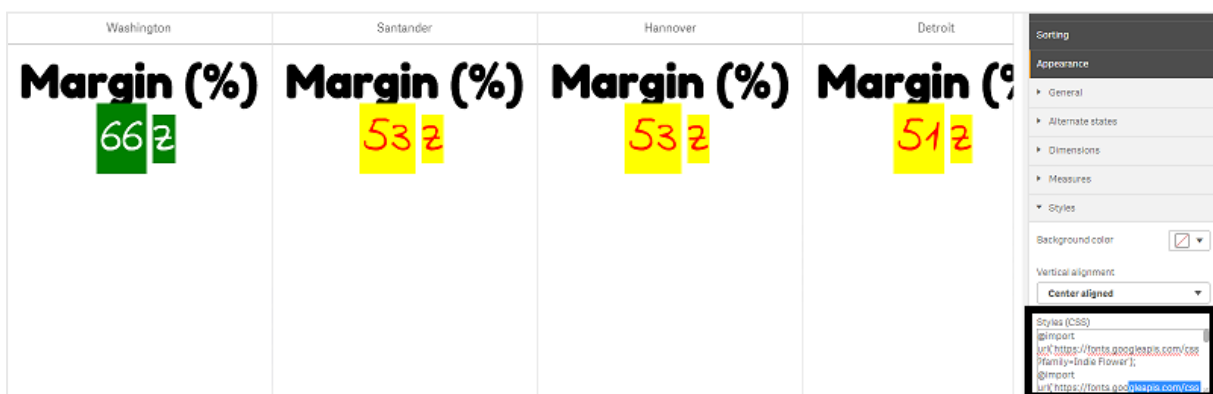 Washington Santander Hannover Detroit
Margin (%) Margin (%) Margin (%) Margin (%
66 z 53 z 53 z 51 z
Sorting
Appearance
General
Alternate states
Dimensions
Measures
Styles
Background color
Vertical alignment
Center aligned
Styles (CSS)
@import
url('https://fonts.googleapis.com/css
?family=Indie Flower');
@import
url('https://fonts.googleapis.com/css